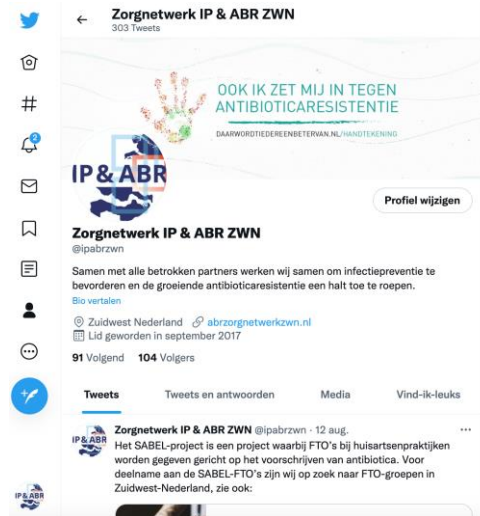 Zorgnetwerk IP & ABR ZWN
303 Tweets
OOK IK ZET MIJ IN TEGEN
ANTIBIOTICARESISTENTIE
DAARWORDTIEDEREENBETERVAN.NL/HANDTEKENING
IP & ABR
2
Profiel wijzigen
Zorgnetwerk IP & ABR ZWN
@ipabrzwn
Samen met alle betrokken partners werken wij samen om infectiepreventie te
bevorderen en de groeiende antibioticaresistentie een halt toe te roepen.
Bio vertalen
Zuidwest Nederland abrzorgnetwerkzwn.nl
Lid geworden in september 2017
91 Volgend 104 Volgers
Tweets Tweets en antwoorden Media Vind-ik-leuks
Zorgnetwerk IP & ABR ZWN @ipabrzwn · 12 aug. ...
IP & ABR
Het SABEL-project is een project waarbij FTO's bij huisartsenpraktijken
worden gegeven gericht op het voorschrijven van antibiotica. Voor
deelname aan de SABEL-FTO's zijn wij op zoek naar FTO-groepen in
Zuidwest-Nederland, zie ook:
IP & ABR